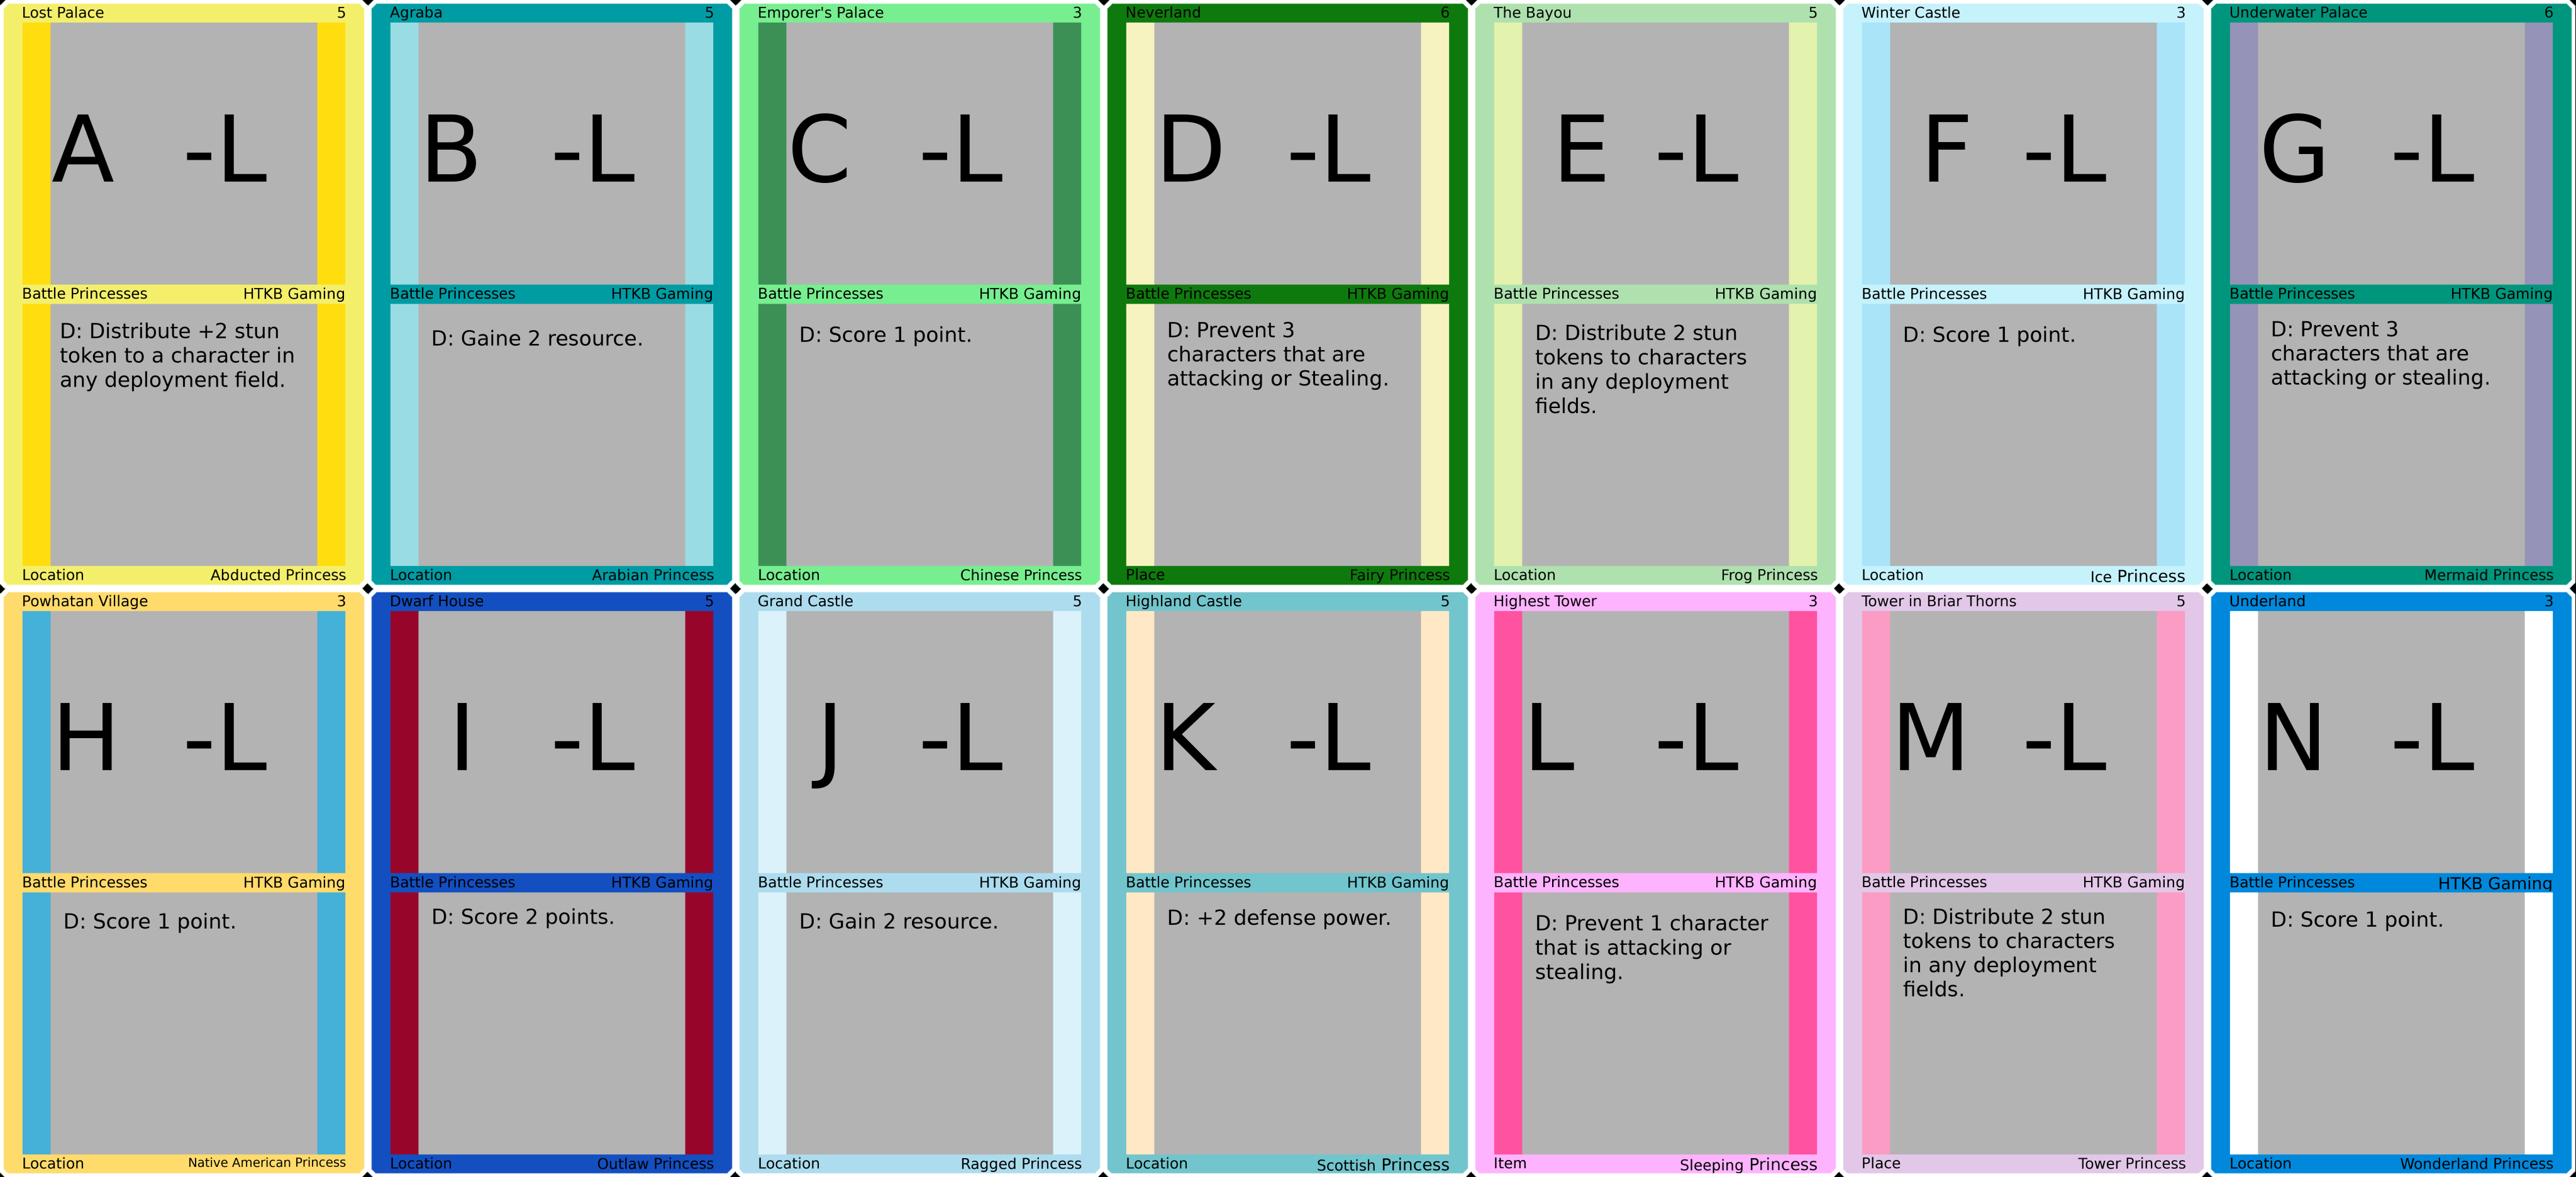 Lost Palace 5
A -L
Battle Princesses HTKB Gaming
D: Distribute +2 stun
token to a character in
any deployment field.
Location Abducted Princess
Agraba 5
B -L
Battle Princesses HTKB Gaming
D: Gaine 2 resource.
Location Arabian Princess
Emporer's Palace 3
C -L
Battle Princesses HTKB Gaming
D: Score 1 point.
Location Chinese Princess
Neverland 6
D -L
Battle Princesses HTKB Gaming
D: Prevent 3
characters that are
attacking or Stealing.
Place Fairy Princess
The Bayou 5
E -L
Battle Princesses HTKB Gaming
D: Distribute 2 stun
tokens to characters
in any deployment
fields.
Location Frog Princess
Winter Castle 3
F -L
Battle Princesses HTKB Gaming
D: Score 1 point.
Location Ice Princess
Underwater Palace 6
G -L
Battle Princesses HTKB Gaming
D: Prevent 3
characters that are
attacking or stealing.
Location Mermaid Princess
Powhatan Village 3
H -L
Battle Princesses HTKB Gaming
D: Score 1 point.
Location Native American Princess
Dwarf House 5
I -L
Battle Princesses HTKB Gaming
D: Score 2 points.
Location Outlaw Princess
Grand Castle 5
J -L
Battle Princesses HTKB Gaming
D: Gain 2 resource.
Location Ragged Princess
Highland Castle 5
K -L
Battle Princesses HTKB Gaming
D: +2 defense power.
Location Scottish Princess
Highest Tower 3
L -L
Battle Princesses HTKB Gaming
D: Prevent 1 character
that is attacking or
stealing.
Item Sleeping Princess
Tower in Briar Thorns 5
M -L
Battle Princesses HTKB Gaming
D: Distribute 2 stun
tokens to characters
in any deployment
fields.
Place Tower Princess
Underland 3
N -L
Battle Princesses HTKB Gaming
D: Score 1 point.
Location Wonderland Princess